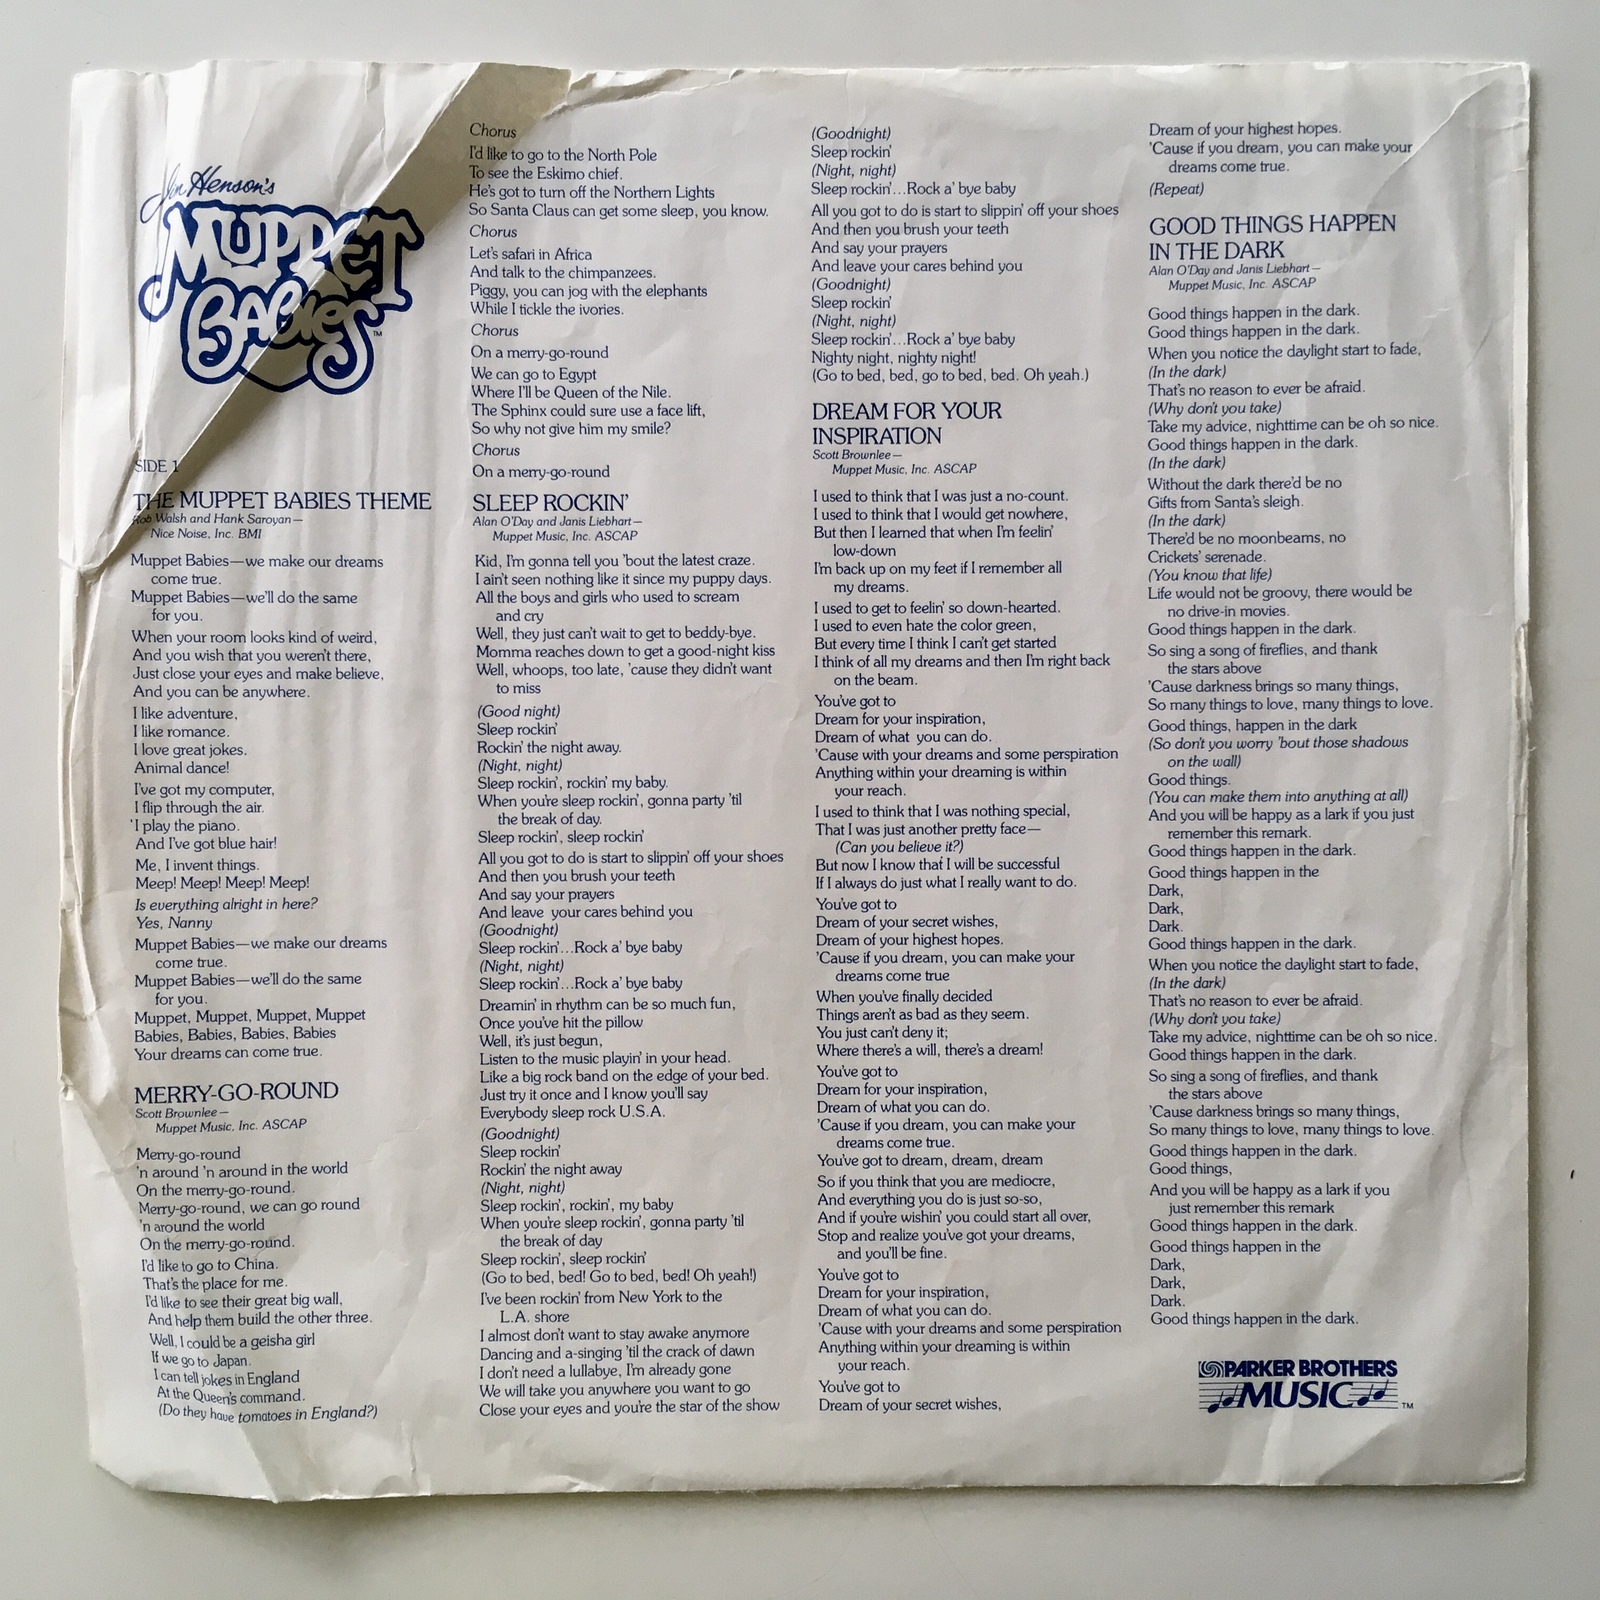 Jim Henson's
MUPPET
BABIES™
SIDE 1
THE MUPPET BABIES THEME
Rob Walsh and Hank Saroyan—
Nice Noise, Inc. BMI
Muppet Babies—we make our dreams
come true.
Muppet Babies—we'll do the same
for you.
When your room looks kind of weird,
And you wish that you weren't there,
Just close your eyes and make believe,
And you can be anywhere.
I like adventure,
I like romance.
I love great jokes.
Animal dance!
I've got my computer,
I flip through the air.
'I play the piano.
And I've got blue hair!
Me, I invent things.
Meep! Meep! Meep! Meep!
Is everything alright in here?
Yes, Nanny
Muppet Babies—we make our dreams
come true.
Muppet Babies—we'll do the same
for you.
Muppet, Muppet, Muppet, Muppet
Babies, Babies, Babies, Babies
Your dreams can come true.
MERRY-GO-ROUND
Scott Brownlee—
Muppet Music, Inc. ASCAP
Merry-go-round
'n around 'n around in the world
On the merry-go-round.
Merry-go-round, we can go round
'n around the world
On the merry-go-round.
I'd like to go to China.
That's the place for me.
I'd like to see their great big wall,
And help them build the other three.
Well, I could be a geisha girl
If we go to Japan.
I can tell jokes in England
At the Queen's command.
(Do they have tomatoes in England?)
Chorus
I'd like to go to the North Pole
To see the Eskimo chief.
He's got to turn off the Northern Lights
So Santa Claus can get some sleep, you know.
Chorus
Let's safari in Africa
And talk to the chimpanzees.
Piggy, you can jog with the elephants
While I tickle the ivories.
Chorus
On a merry-go-round
We can go to Egypt
Where I'll be Queen of the Nile.
The Sphinx could sure use a face lift,
So why not give him my smile?
Chorus
On a merry-go-round
SLEEP ROCKIN'
Alan O'Day and Janis Liebhart—
Muppet Music, Inc. ASCAP
Kid, I'm gonna tell you 'bout the latest craze.
I ain't seen nothing like it since my puppy days.
All the boys and girls who used to scream
and cry
Well, they just can't wait to get to beddy-bye.
Momma reaches down to get a good-night kiss
Well, whoops, too late, 'cause they didn't want
to miss
(Good night)
Sleep rockin'
Rockin' the night away.
(Night, night)
Sleep rockin', rockin' my baby.
When you're sleep rockin', gonna party 'til
the break of day.
Sleep rockin', sleep rockin'
All you got to do is start to slippin' off your shoes
And then you brush your teeth
And say your prayers
And leave your cares behind you
(Goodnight)
Sleep rockin'...Rock a' bye baby
(Night, night)
Sleep rockin'...Rock a' bye baby
Dreamin' in rhythm can be so much fun,
Once you've hit the pillow
Well, it's just begun,
Listen to the music playin' in your head.
Like a big rock band on the edge of your bed.
Just try it once and I know you'll say
Everybody sleep rock U.S.A.
(Goodnight)
Sleep rockin'
Rockin' the night away
(Night, night)
Sleep rockin', rockin', my baby
When you're sleep rockin', gonna party 'til
the break of day
Sleep rockin', sleep rockin'
(Go to bed, bed! Go to bed, bed! Oh yeah!)
I've been rockin' from New York to the
L.A. shore
I almost don't want to stay awake anymore
Dancing and a-singing 'til the crack of dawn
I don't need a lullabye, I'm already gone
We will take you anywhere you want to go
Close your eyes and you're the star of the show
(Goodnight)
Sleep rockin'
(Night, night)
Sleep rockin'...Rock a' bye baby
All you got to do is start to slippin' off your shoes
And then you brush your teeth
And say your prayers
And leave your cares behind you
(Goodnight)
Sleep rockin'
(Night, night)
Sleep rockin'...Rock a' bye baby
Nighty night, nighty night!
(Go to bed, bed, go to bed, bed. Oh yeah.)
DREAM FOR YOUR
INSPIRATION
Scott Brownlee—
Muppet Music, Inc. ASCAP
I used to think that I was just a no-count.
I used to think that I would get nowhere,
But then I learned that when I'm feelin'
low-down
I'm back up on my feet if I remember all
my dreams.
I used to get to feelin' so down-hearted.
I used to even hate the color green,
But every time I think I can't get started
I think of all my dreams and then I'm right back
on the beam.
You've got to
Dream for your inspiration,
Dream of what you can do.
'Cause with your dreams and some perspiration
Anything within your dreaming is within
your reach.
I used to think that I was nothing special,
That I was just another pretty face—
(Can you believe it?)
But now I know that I will be successful
If I always do just what I really want to do.
You've got to
Dream of your secret wishes,
Dream of your highest hopes.
'Cause if you dream, you can make your
dreams come true
When you've finally decided
Things aren't as bad as they seem.
You just can't deny it;
Where there's a will, there's a dream!
You've got to
Dream for your inspiration,
Dream of what you can do.
'Cause if you dream, you can make your
dreams come true.
You've got to dream, dream, dream
So if you think that you are mediocre,
And everything you do is just so-so,
And if you're wishin' you could start all over,
Stop and realize you've got your dreams,
and you'll be fine.
You've got to
Dream for your inspiration,
Dream of what you can do.
'Cause with your dreams and some perspiration
Anything within your dreaming is within
your reach.
You've got to
Dream of your secret wishes,
Dream of your highest hopes.
'Cause if you dream, you can make your
dreams come true.
(Repeat)
GOOD THINGS HAPPEN
IN THE DARK
Alan O'Day and Janis Liebhart—
Muppet Music, Inc. ASCAP
Good things happen in the dark.
Good things happen in the dark.
When you notice the daylight start to fade,
(In the dark)
That's no reason to ever be afraid.
(Why don't you take)
Take my advice, nighttime can be oh so nice.
Good things happen in the dark.
(In the dark)
Without the dark there'd be no
Gifts from Santa's sleigh.
(In the dark)
There'd be no moonbeams, no
Crickets' serenade.
(You know that life)
Life would not be groovy, there would be
no drive-in movies.
Good things happen in the dark.
So sing a song of fireflies, and thank
the stars above
'Cause darkness brings so many things,
So many things to love, many things to love.
Good things, happen in the dark
(So don't you worry 'bout those shadows
on the wall)
Good things.
(You can make them into anything at all)
And you will be happy as a lark if you just
remember this remark.
Good things happen in the dark.
Good things happen in the
Dark,
Dark,
Dark.
Good things happen in the dark.
When you notice the daylight start to fade,
(In the dark)
That's no reason to ever be afraid.
(Why don't you take)
Take my advice, nighttime can be oh so nice.
Good things happen in the dark.
So sing a song of fireflies, and thank
the stars above
'Cause darkness brings so many things,
So many things to love, many things to love.
Good things happen in the dark.
Good things,
And you will be happy as a lark if you
just remember this remark
Good things happen in the dark.
Good things happen in the
Dark,
Dark,
Dark.
Good things happen in the dark.
PARKER BROTHERS
MUSIC™